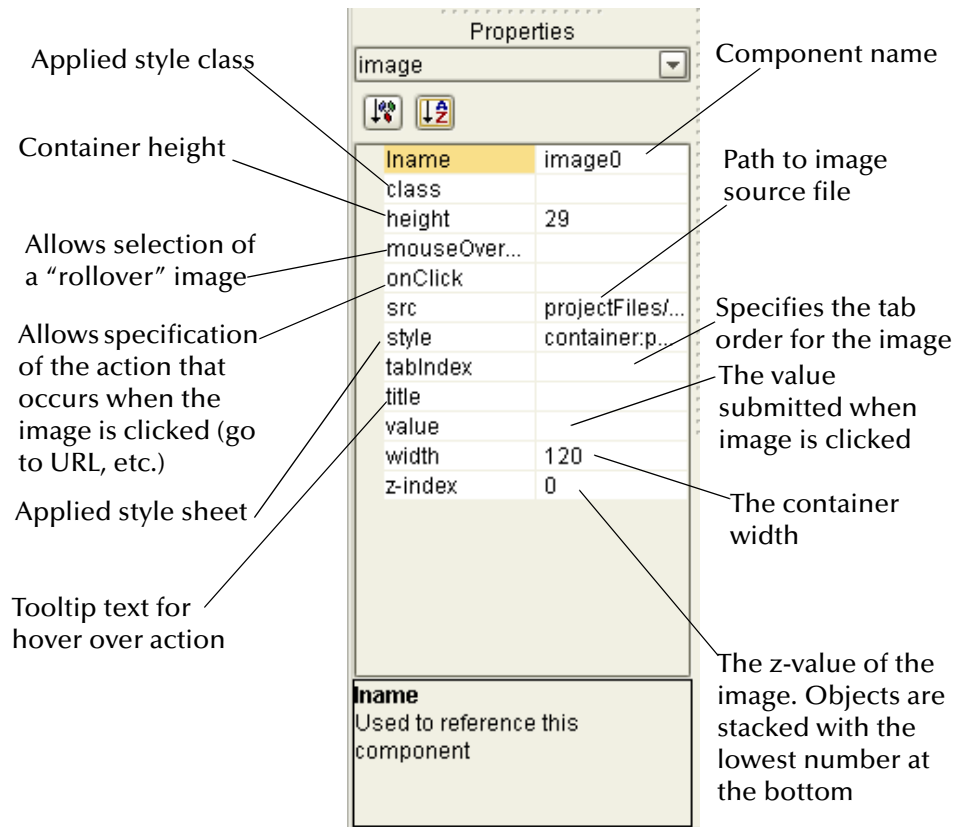 Properties
image
Applied style class
Component name
Container height
Path to image
source file
Allows selection of
a “rollover” image
Allows specification
of the action that
occurs when the
image is clicked (go
to URL, etc.)
Applied style sheet
Tooltip text for
hover over action
lname image0
class
height 29
mouseOver...
onClick
src projectFiles/...
style container:p...
tabIndex
title
value
width 120
z-index 0
Specifies the tab
order for the image
The value
submitted when
image is clicked
The container
width
The z-value of the
image. Objects are
stacked with the
lowest number at
the bottom
lname
Used to reference this
component